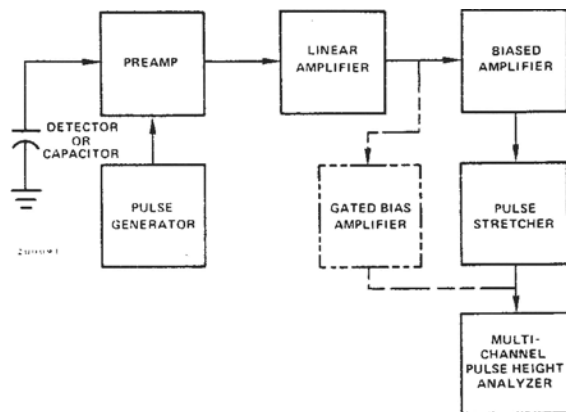 PREAMP
LINEAR
AMPLIFIER
BIASED
AMPLIFIER
DETECTOR
OR
CAPACITOR
PULSE
GENERATOR
GATED BIAS
AMPLIFIER
PULSE
STRETCHER
MULTI-
CHANNEL
PULSE HEIGHT
ANALYZER